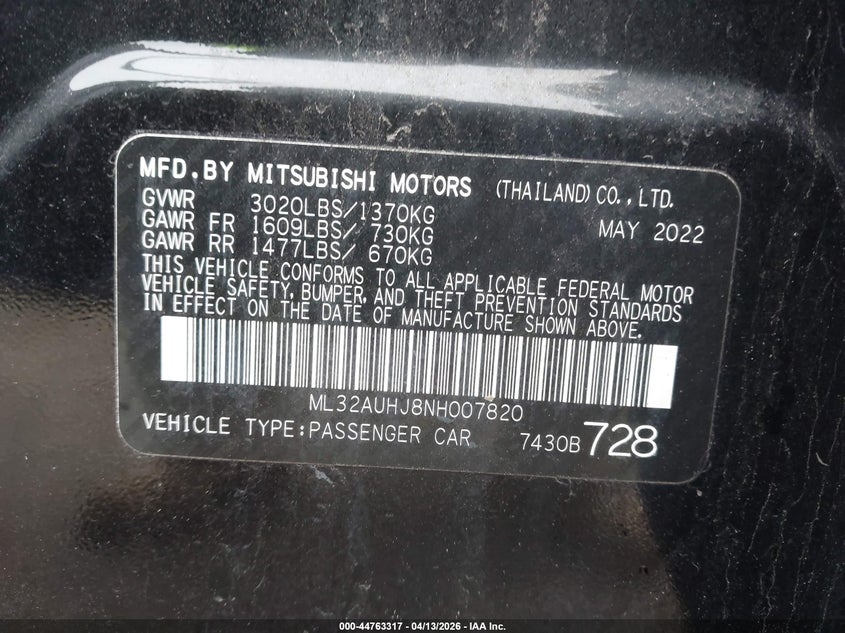 MFD.BY MITSUBISHI MOTORS (THAILAND) CO., LTD.
GVWR 3020LBS/1370KG
GAWR FR 1609LBS/ 730KG MAY 2022
GAWR RR 1477LBS/ 670KG
THIS VEHICLE CONFORMS TO ALL APPLICABLE FEDERAL MOTOR
VEHICLE SAFETY, BUMPER, AND THEFT PREVENTION STANDARDS
IN EFFECT ON THE DATE OF MANUFACTURE SHOWN ABOVE.
ML32AUHJ8NH007820
VEHICLE TYPE:PASSENGER CAR 7430B 728
000-44763317 - 04/13/2026 - IAA Inc.